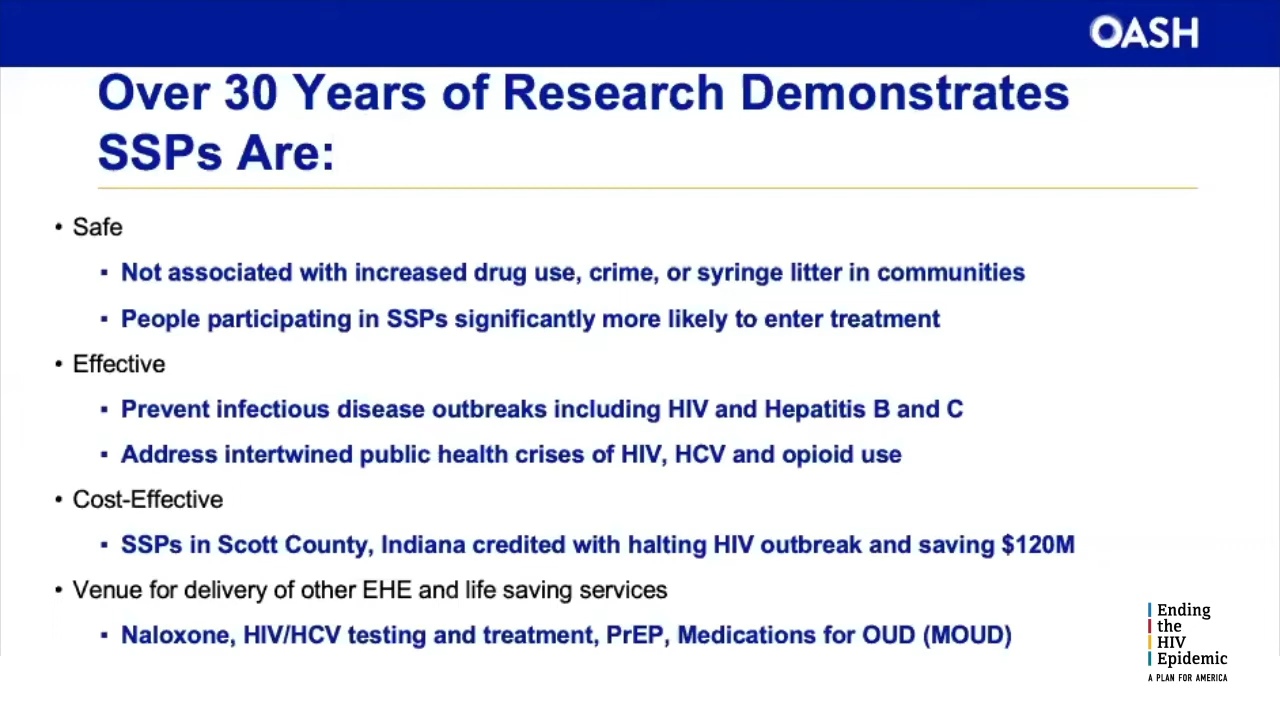 OASH
Over 30 Years of Research Demonstrates
SSPs Are:
• Safe
▪ Not associated with increased drug use, crime, or syringe litter in communities
▪ People participating in SSPs significantly more likely to enter treatment
• Effective
▪ Prevent infectious disease outbreaks including HIV and Hepatitis B and C
▪ Address intertwined public health crises of HIV, HCV and opioid use
• Cost-Effective
▪ SSPs in Scott County, Indiana credited with halting HIV outbreak and saving $120M
• Venue for delivery of other EHE and life saving services
▪ Naloxone, HIV/HCV testing and treatment, PrEP, Medications for OUD (MOUD)
Ending
the
HIV
Epidemic
A PLAN FOR AMERICA